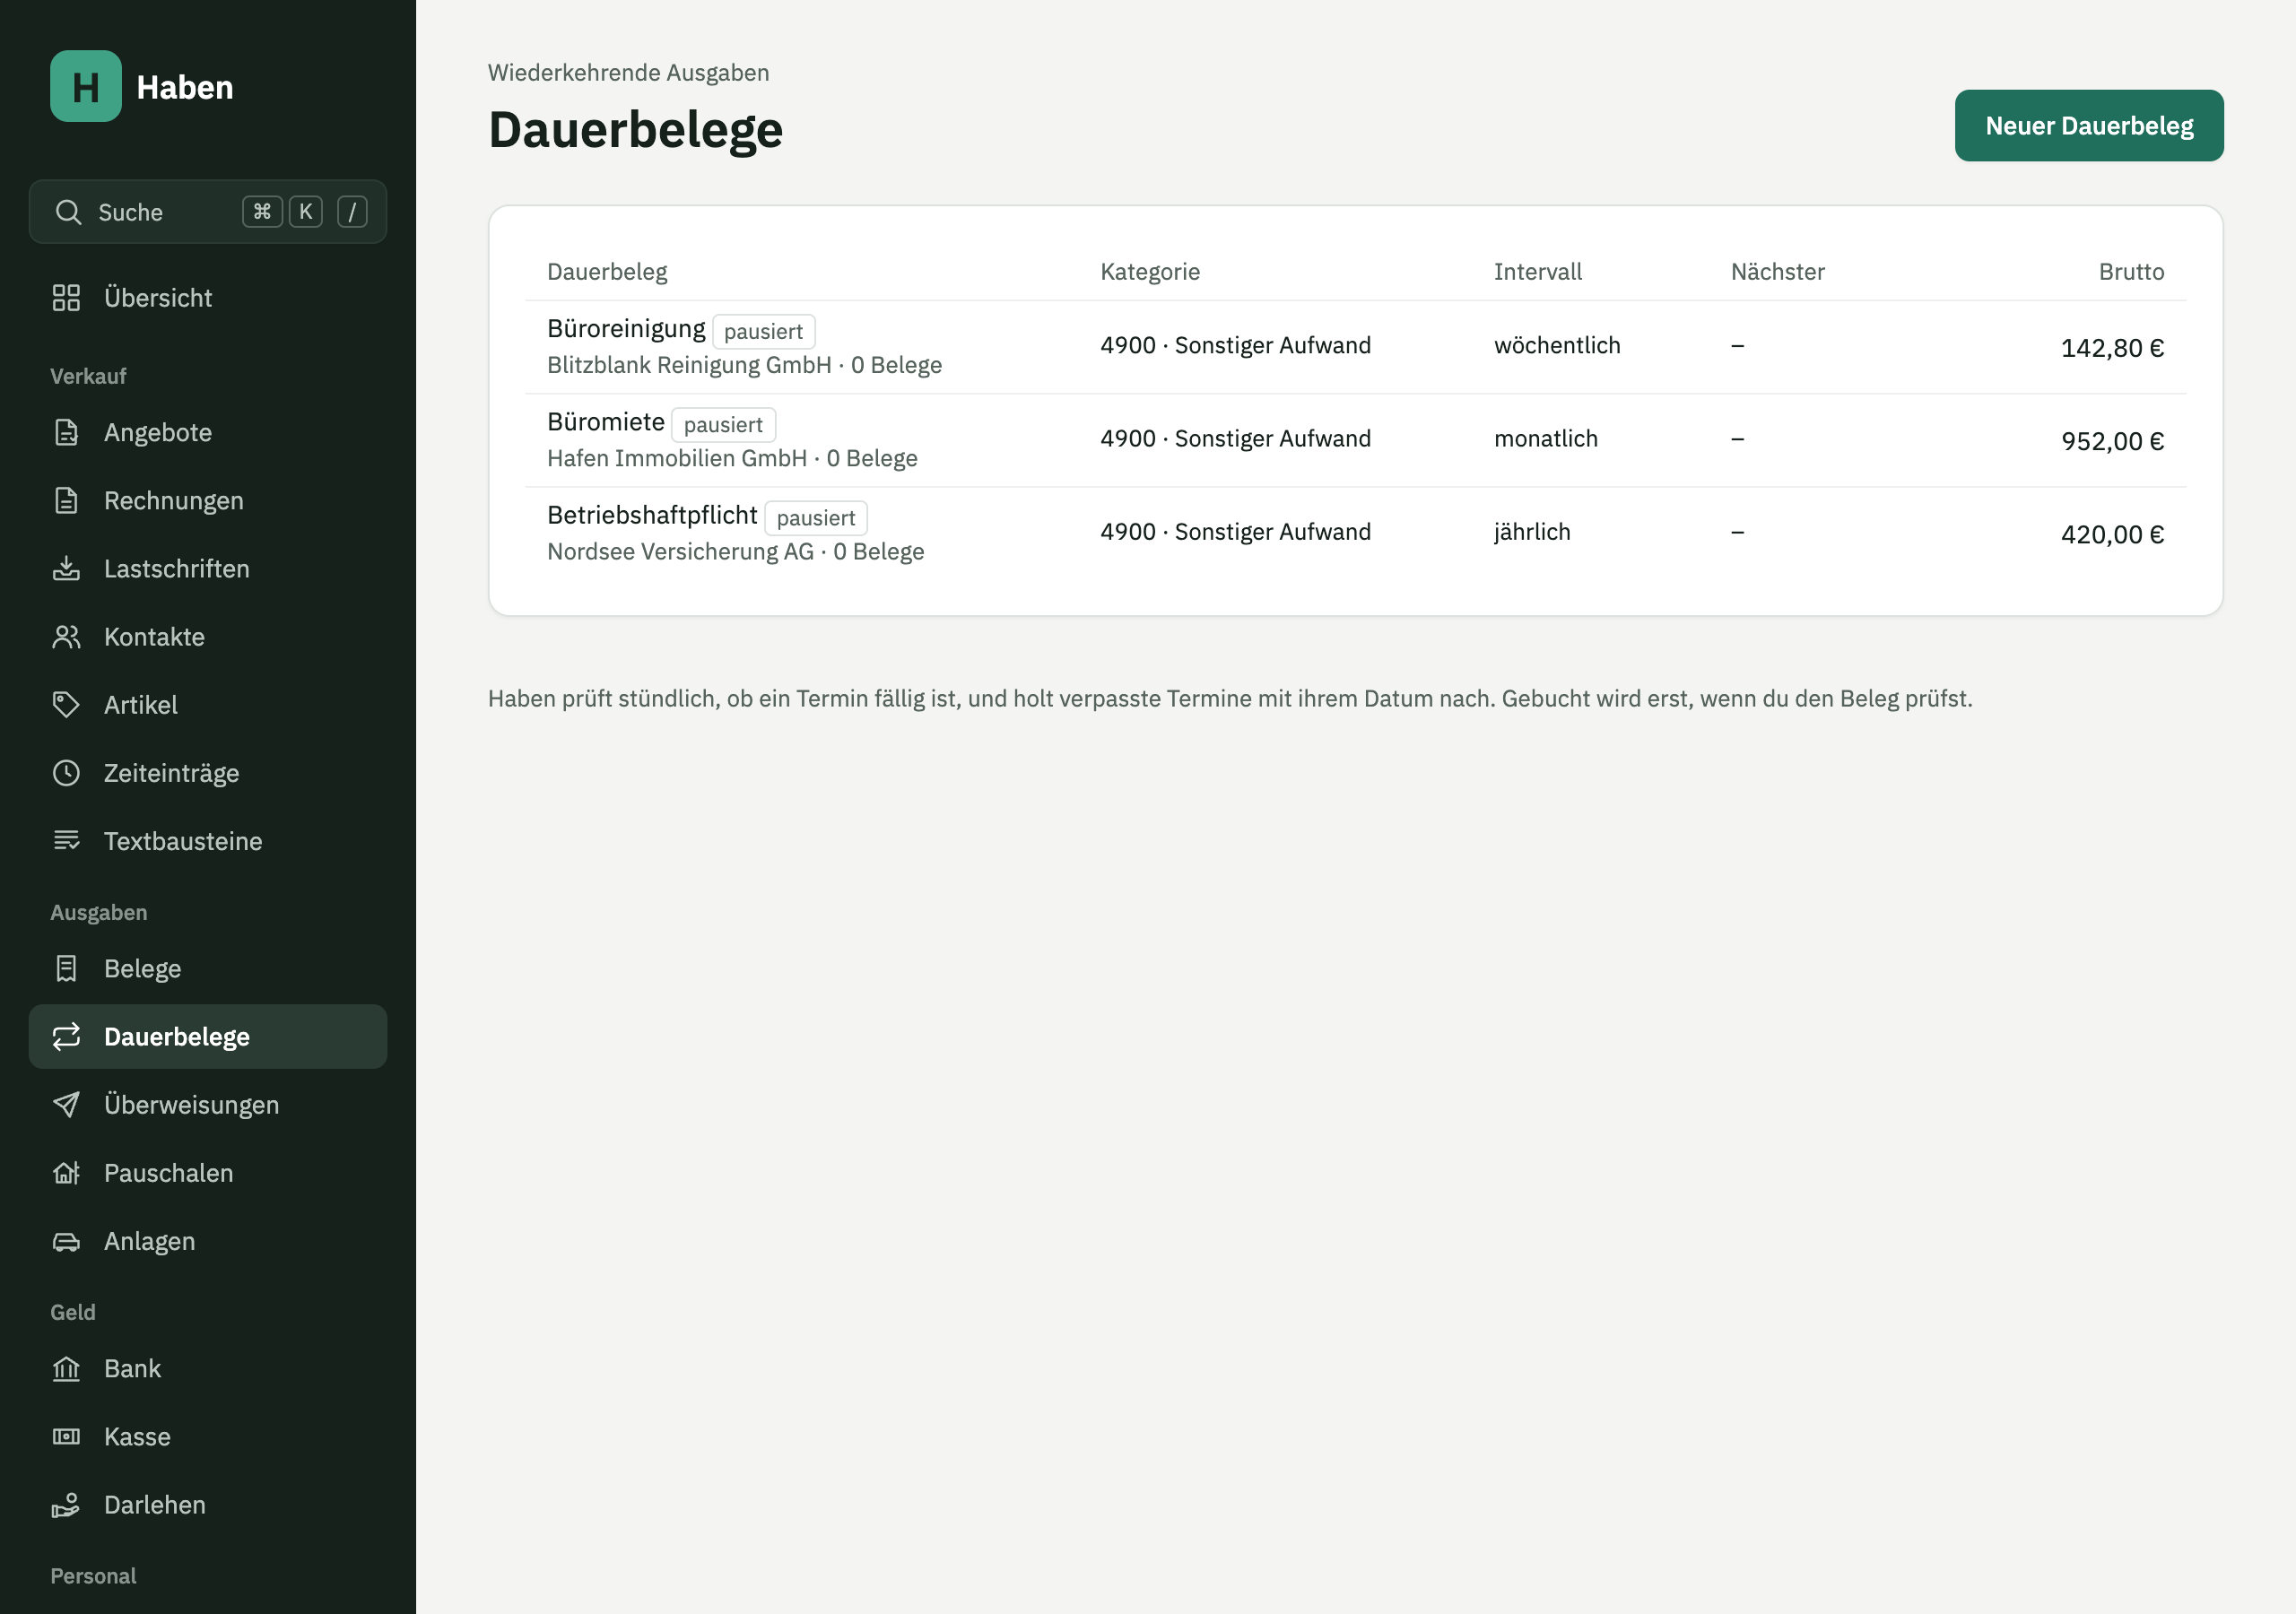 H Haben
Suche ⌘ K /
Übersicht
Verkauf
Angebote
Rechnungen
Lastschriften
Kontakte
Artikel
Zeiteinträge
Textbausteine
Ausgaben
Belege
Dauerbelege
Überweisungen
Pauschalen
Anlagen
Geld
Bank
Kasse
Darlehen
Personal
Wiederkehrende Ausgaben
Dauerbelege
Neuer Dauerbeleg
Dauerbeleg Kategorie Intervall Nächster Brutto
Büroreinigung pausiert
Blitzblank Reinigung GmbH · 0 Belege
4900 · Sonstiger Aufwand wöchentlich – 142,80 €
Büromiete pausiert
Hafen Immobilien GmbH · 0 Belege
4900 · Sonstiger Aufwand monatlich – 952,00 €
Betriebshaftpflicht pausiert
Nordsee Versicherung AG · 0 Belege
4900 · Sonstiger Aufwand jährlich – 420,00 €
Haben prüft stündlich, ob ein Termin fällig ist, und holt verpasste Termine mit ihrem Datum nach. Gebucht wird erst, wenn du den Beleg prüfst.